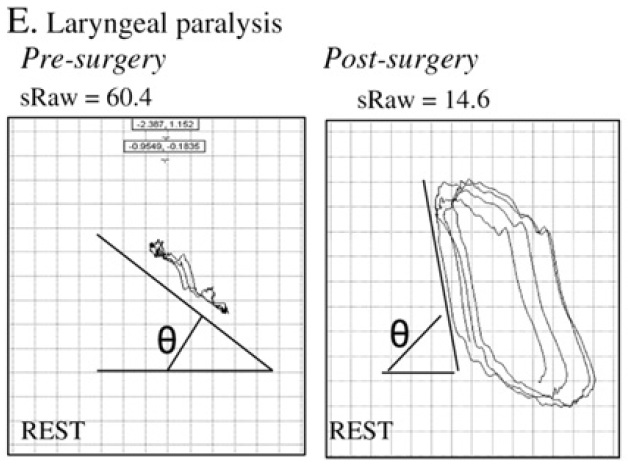 E. Laryngeal paralysis
Pre-surgery
Post-surgery
sRaw = 60.4
sRaw = 14.6
-2.387, 1.152
-0.9549, -0.1835
θ
θ
REST
REST